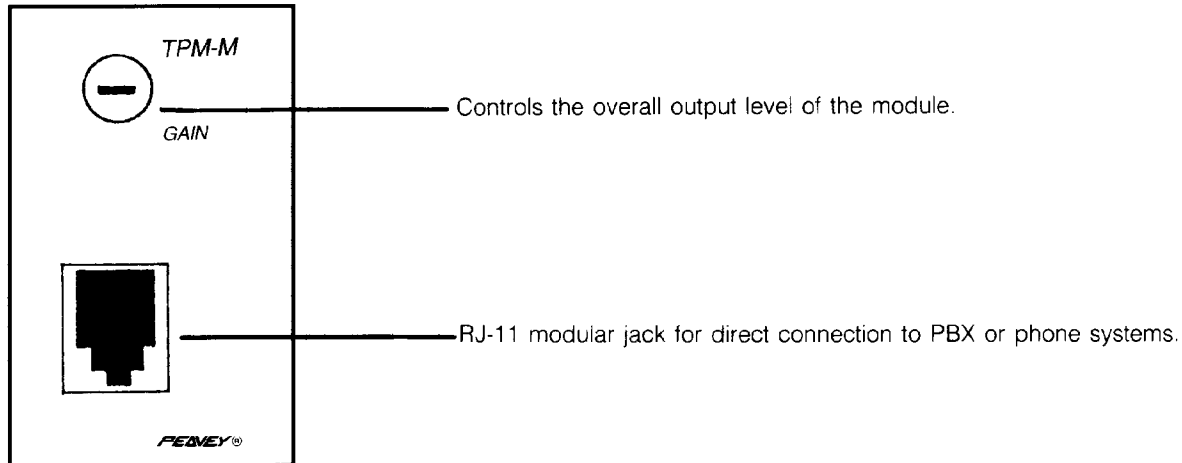 TPM-M
Controls the overall output level of the module.
GAIN
RJ-11 modular jack for direct connection to PBX or phone systems.
PEAVEY®